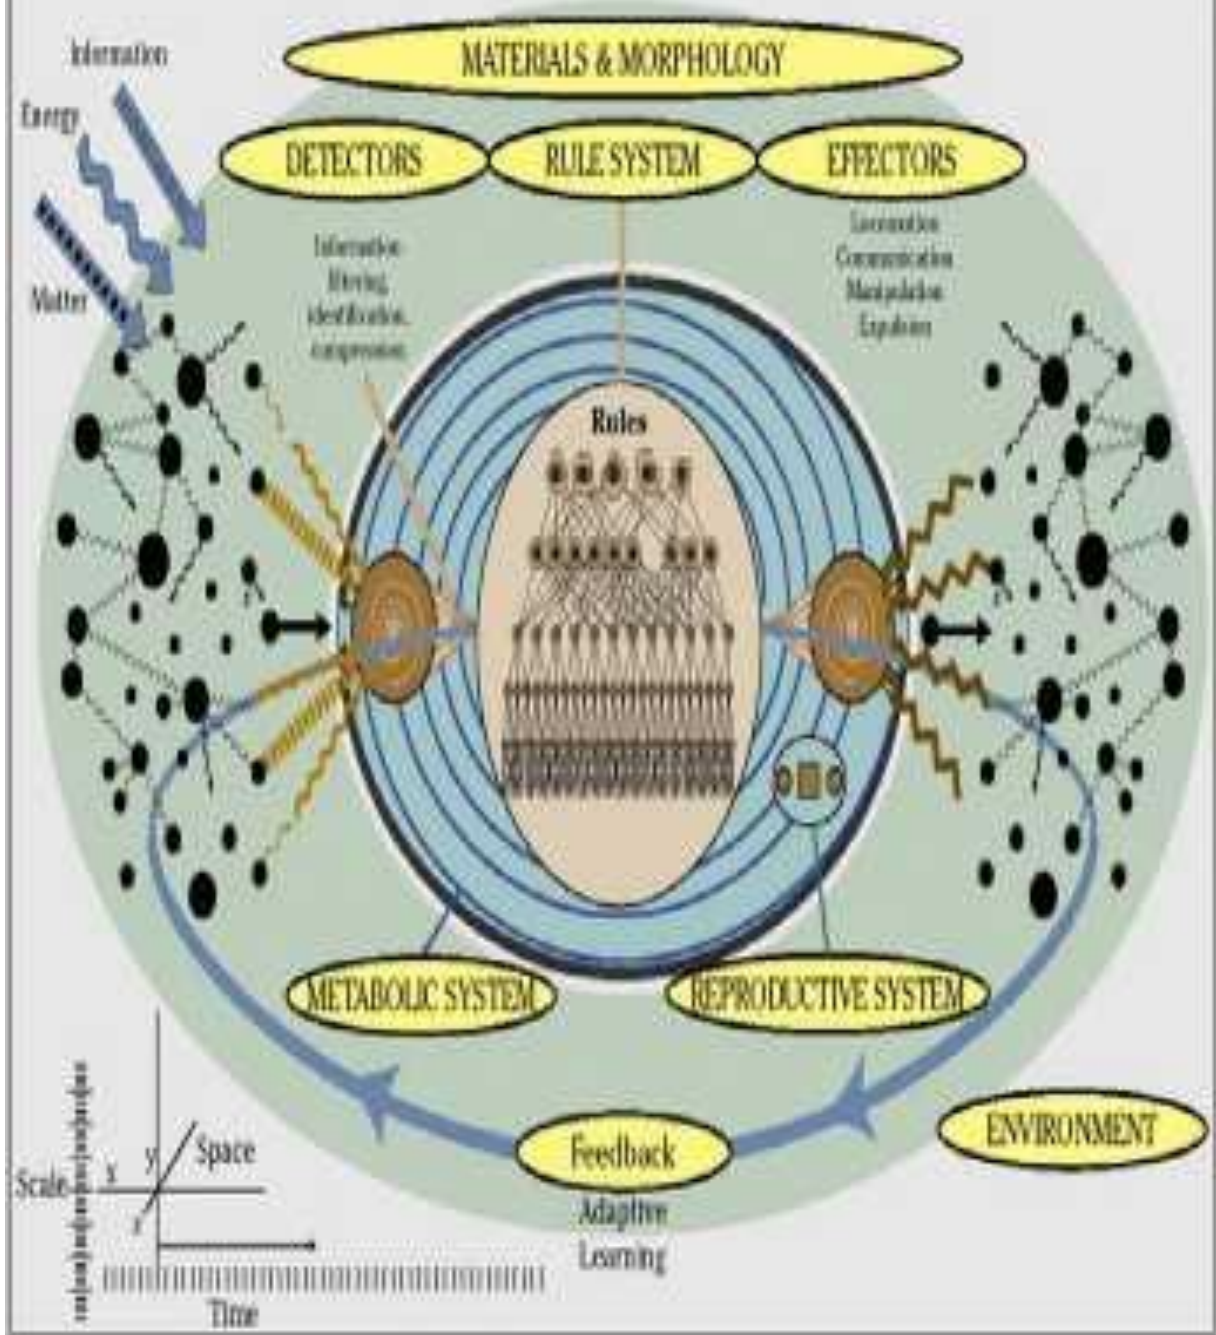 Information
MATERIALS & MORPHOLOGY
Energy
DETECTORS
RULE SYSTEM
EFFECTORS
Matter
Information
filtering,
identification,
compression
Locomotion
Communication
Manipulation
Expulsion
Rules
METABOLIC SYSTEM
REPRODUCTIVE SYSTEM
ENVIRONMENT
Feedback
Adaptive
Learning
Scale
y
Space
x
z
Time